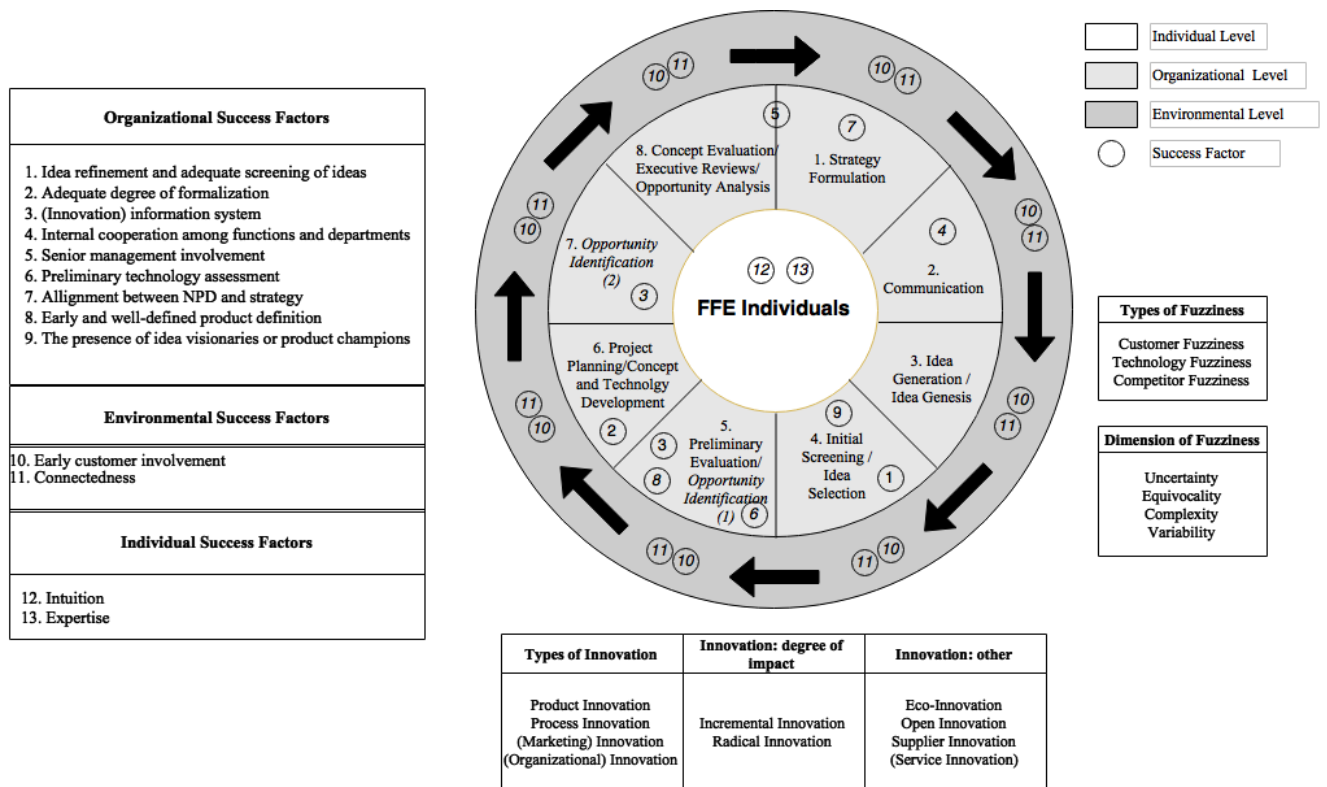 Organizational Success Factors
1. Idea refinement and adequate screening of ideas
2. Adequate degree of formalization
3. (Innovation) information system
4. Internal cooperation among functions and departments
5. Senior management involvement
6. Preliminary technology assessment
7. Allignment between NPD and strategy
8. Early and well-defined product definition
9. The presence of idea visionaries or product champions
Environmental Success Factors
10. Early customer involvement
11. Connectedness
Individual Success Factors
12. Intuition
13. Expertise
10 11
10 11
10
11
10
11
11 10
11 10
11
10
11
10
5
7
8. Concept Evaluation/
Executive Reviews/
Opportunity Analysis
1. Strategy
Formulation
4
2.
Communication
3. Idea
Generation /
Idea Genesis
9
4. Initial
Screening /
Idea
Selection
1
5.
Preliminary
Evaluation/
Opportunity
Identification
(1)
3
8
6
6. Project
Planning/Concept
and Technolgy
Development
2
7. Opportunity
Identification
(2)
3
12 13
FFE Individuals
Individual Level
Organizational Level
Environmental Level
Success Factor
Types of Fuzziness
Customer Fuzziness
Technology Fuzziness
Competitor Fuzziness
Dimension of Fuzziness
Uncertainty
Equivocality
Complexity
Variability
Types of Innovation
Product Innovation
Process Innovation
(Marketing) Innovation
(Organizational) Innovation
Innovation: degree of
impact
Incremental Innovation
Radical Innovation
Innovation: other
Eco-Innovation
Open Innovation
Supplier Innovation
(Service Innovation)